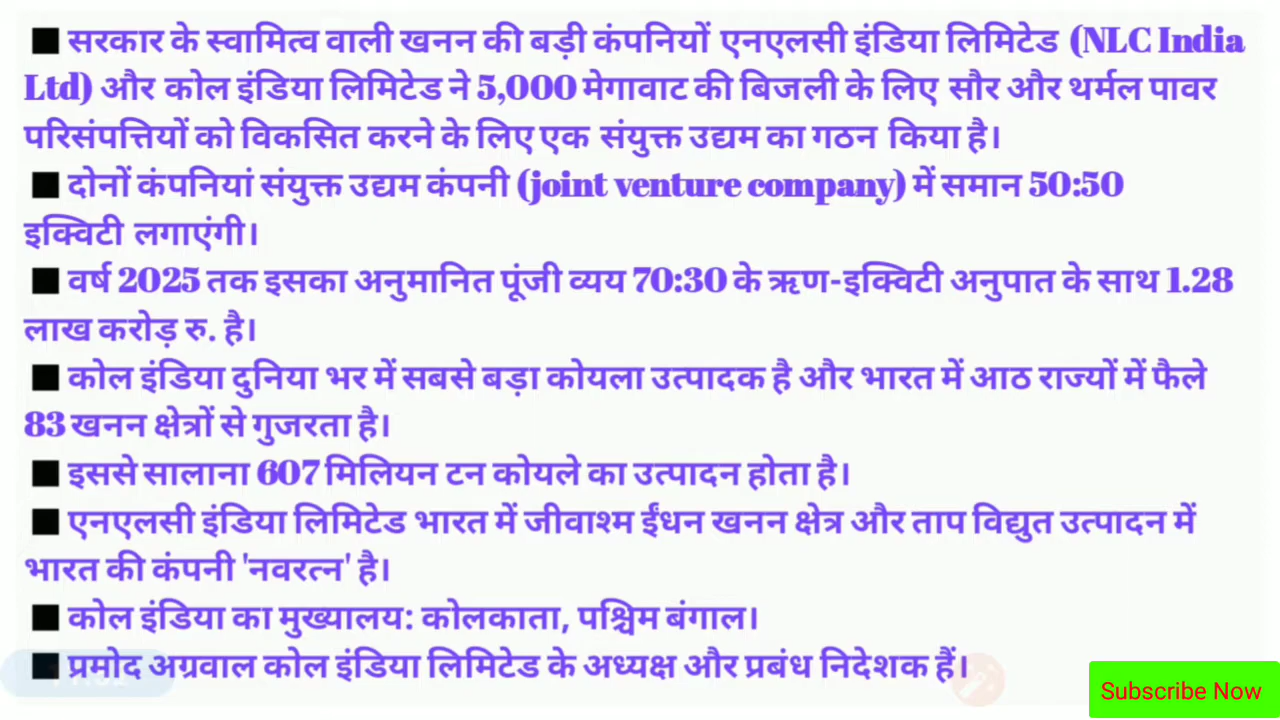 ■ सरकार के स्वामित्व वाली खनन की बड़ी कंपनियों एनएलसी इंडिया लिमिटेड (NLC India
Ltd) और कोल इंडिया लिमिटेड ने 5,000 मेगावाट की बिजली के लिए सौर और थर्मल पावर
परिसंपत्तियों को विकसित करने के लिए एक संयुक्त उद्यम का गठन किया है।
■ दोनों कंपनियां संयुक्त उद्यम कंपनी (joint venture company) में समान 50:50
इक्विटी लगाएंगी।
■ वर्ष 2025 तक इसका अनुमानित पूंजी व्यय 70:30 के ऋण-इक्विटी अनुपात के साथ 1.28
लाख करोड़ रु. है।
■ कोल इंडिया दुनिया भर में सबसे बड़ा कोयला उत्पादक है और भारत में आठ राज्यों में फैले
83 खनन क्षेत्रों से गुजरता है।
■ इससे सालाना 607 मिलियन टन कोयले का उत्पादन होता है।
■ एनएलसी इंडिया लिमिटेड भारत में जीवाश्म ईंधन खनन क्षेत्र और ताप विद्युत उत्पादन में
भारत की कंपनी 'नवरत्न' है।
■ कोल इंडिया का मुख्यालय: कोलकाता, पश्चिम बंगाल।
■ प्रमोद अग्रवाल कोल इंडिया लिमिटेड के अध्यक्ष और प्रबंध निदेशक हैं।
Subscribe Now